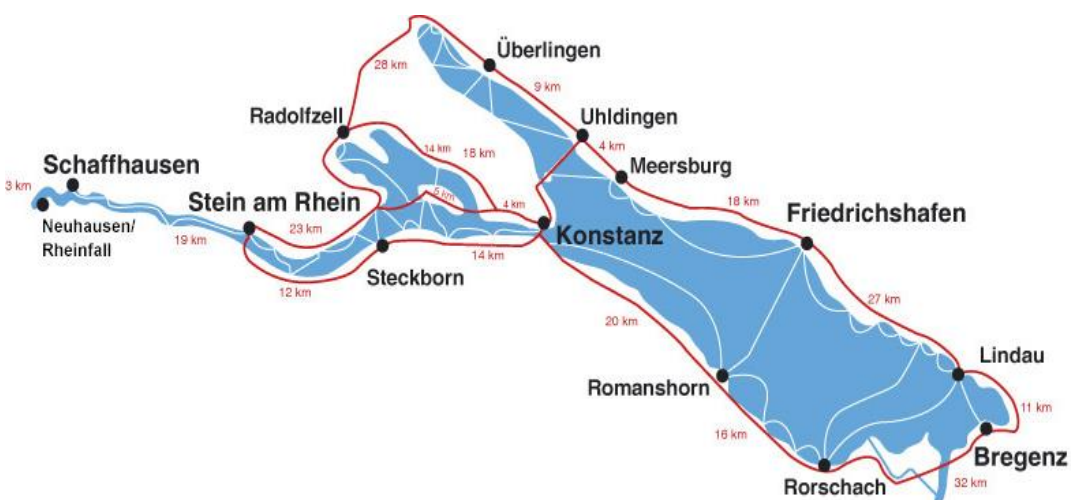 Überlingen
28 km
9 km
Radolfzell
Uhldingen
14 km
18 km
4 km
Meersburg
Schaffhausen
3 km
5 km
Stein am Rhein
4 km
18 km
Friedrichshafen
Neuhausen/
Rheinfall
19 km
23 km
Konstanz
Steckborn
14 km
12 km
27 km
20 km
Lindau
Romanshorn
11 km
16 km
Bregenz
Rorschach
32 km